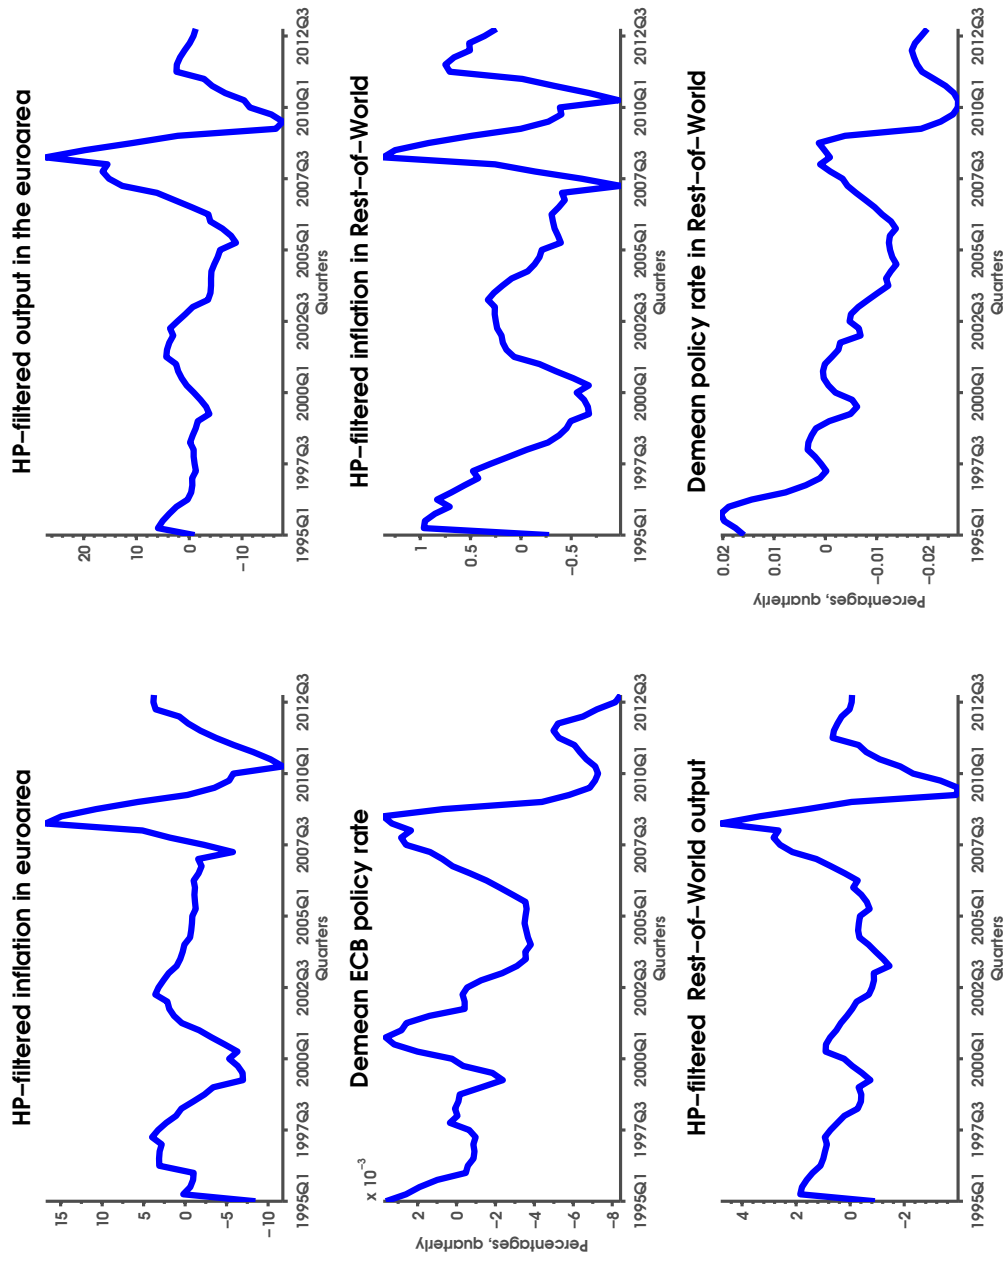 HP−filtered inflation in euroarea
15
10
5
0
−5
−10
1995Q1 1997Q3 2000Q1 2002Q3 2005Q1 2007Q3 2010Q1 2012Q3
Quarters
HP−filtered output in the euroarea
20
10
0
−10
1995Q1 1997Q3 2000Q1 2002Q3 2005Q1 2007Q3 2010Q1 2012Q3
Quarters
Demean ECB policy rate
x 10⁻³
2
0
−2
−4
−6
−8
Percentages, quarterly
1995Q1 1997Q3 2000Q1 2002Q3 2005Q1 2007Q3 2010Q1 2012Q3
Quarters
HP−filtered inflation in Rest−of−World
1
0.5
0
−0.5
1995Q1 1997Q3 2000Q1 2002Q3 2005Q1 2007Q3 2010Q1 2012Q3
Quarters
HP−filtered Rest−of−World output
4
2
0
−2
1995Q1 1997Q3 2000Q1 2002Q3 2005Q1 2007Q3 2010Q1 2012Q3
Quarters
Demean policy rate in Rest−of−World
0.02
0.01
0
−0.01
−0.02
Percentages, quarterly
1995Q1 1997Q3 2000Q1 2002Q3 2005Q1 2007Q3 2010Q1 2012Q3
Quarters